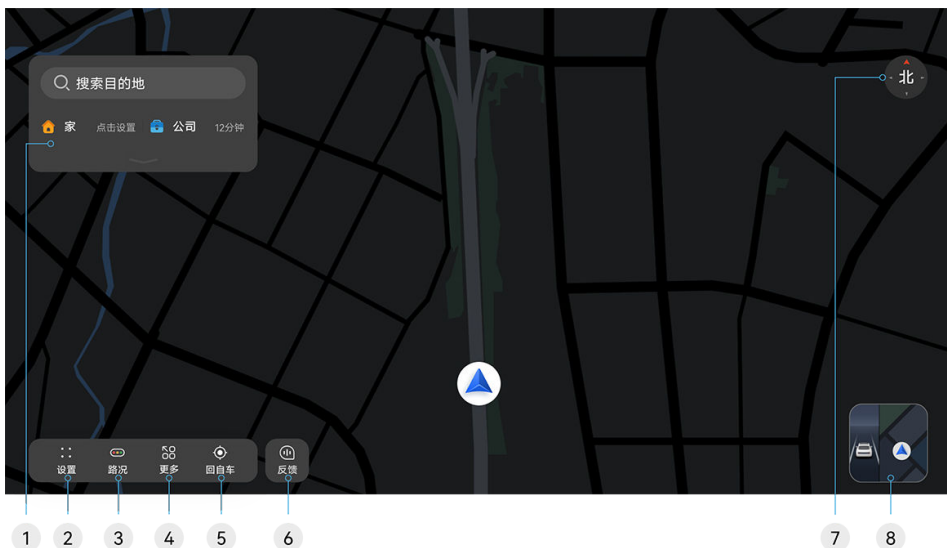 搜索目的地
北
家 点击设置 公司 12分钟
设置 路况 更多 回自车 反馈
1 2 3 4 5 6 7 8